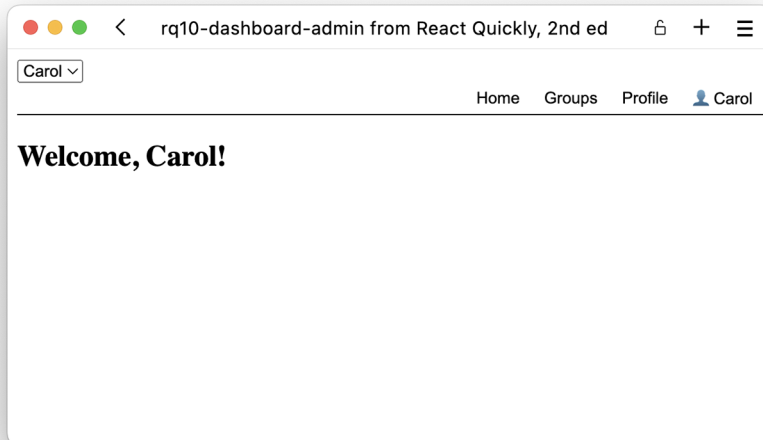 rq10-dashboard-admin from React Quickly, 2nd ed
Carol
Home Groups Profile Carol
Welcome, Carol!